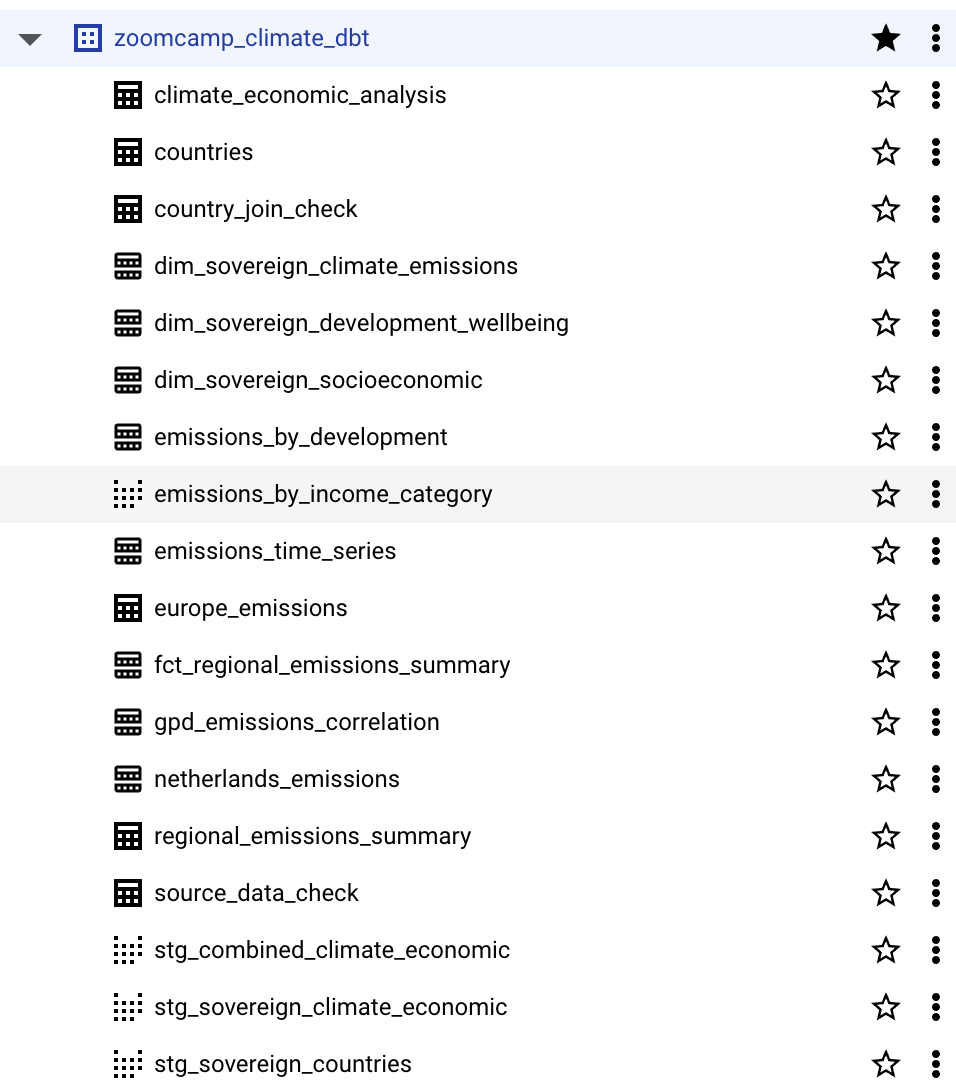 zoomcamp_climate_dbt
climate_economic_analysis
countries
country_join_check
dim_sovereign_climate_emissions
dim_sovereign_development_wellbeing
dim_sovereign_socioeconomic
emissions_by_development
emissions_by_income_category
emissions_time_series
europe_emissions
fct_regional_emissions_summary
gpd_emissions_correlation
netherlands_emissions
regional_emissions_summary
source_data_check
stg_combined_climate_economic
stg_sovereign_climate_economic
stg_sovereign_countries